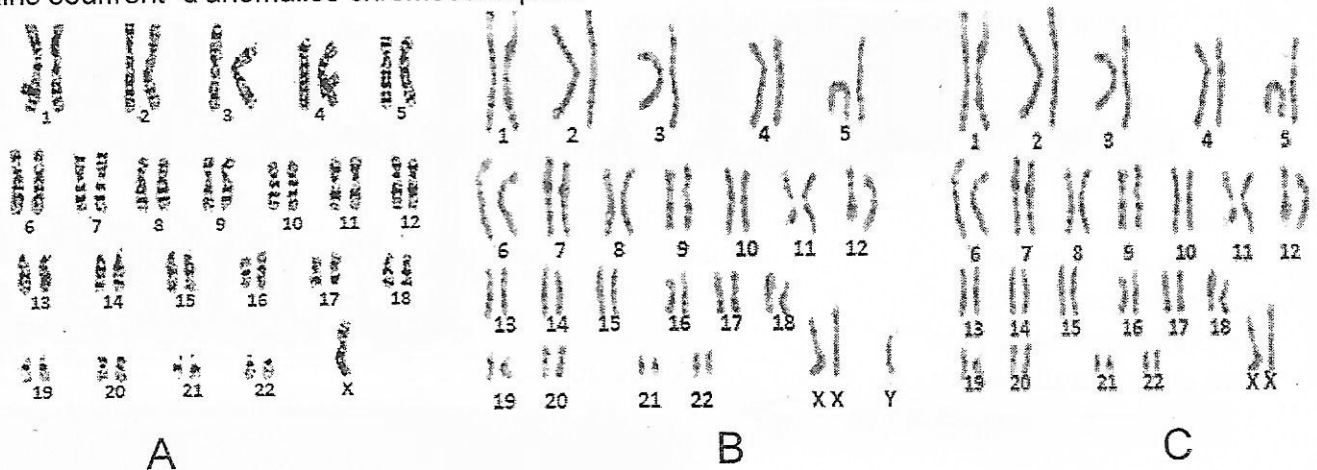 souffrent d'anomalies
1 2 3 4 5
6 7 8 9 10 11 12
13 14 15 16 17 18
19 20 21 22 X
A
1 2 3 4 5
6 7 8 9 10 11 12
13 14 15 16 17 18
19 20 21 22 X X Y
B
1 2 3 4 5
6 7 8 9 10 11 12
13 14 15 16 17 18
19 20 21 22 X X
C